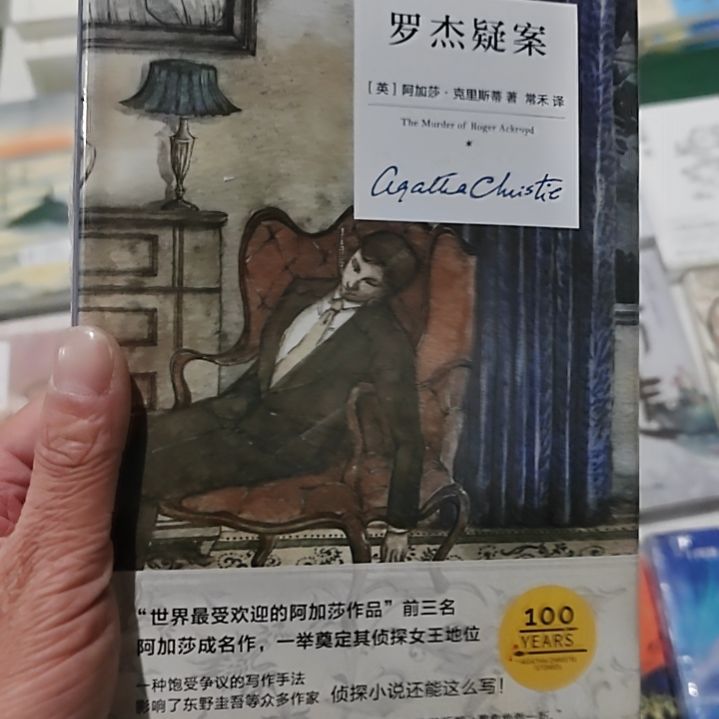 罗杰疑案
[英]阿加莎·克里斯蒂 著 常禾 译
The Murder of Roger Ackroyd
*
Agatha Christie
“世界最受欢迎的阿加莎作品”前三名
阿加莎成名作，一举奠定其侦探女王地位
100
YEARS
AGATHA CHRISTIE
STORIES
一种饱受争议的写作手法
影响了东野圭吾等众多作家 侦探小说还能这么写！